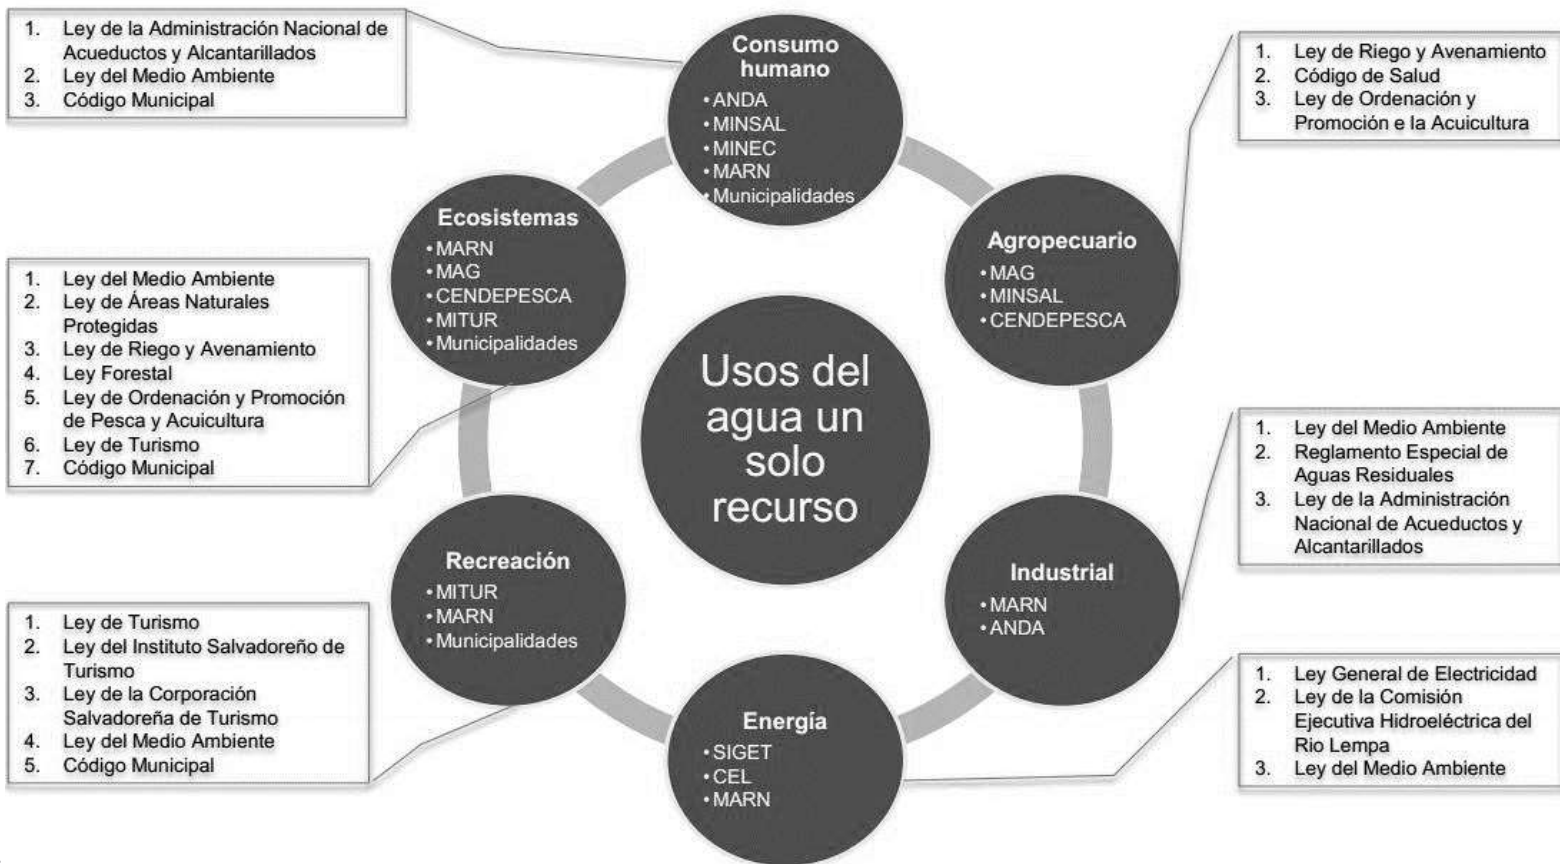 1. Ley de la Administración Nacional de
Acueductos y Alcantarillados
2. Ley del Medio Ambiente
3. Código Municipal
Consumo
humano
• ANDA
• MINSAL
• MINEC
• MARN
• Municipalidades
1. Ley de Riego y Avenamiento
2. Código de Salud
3. Ley de Ordenación y
Promoción e la Acuicultura
Ecosistemas
• MARN
• MAG
• CENDEPESCA
• MITUR
• Municipalidades
Agropecuario
• MAG
• MINSAL
• CENDEPESCA
1. Ley del Medio Ambiente
2. Ley de Áreas Naturales
Protegidas
3. Ley de Riego y Avenamiento
4. Ley Forestal
5. Ley de Ordenación y Promoción
de Pesca y Acuicultura
6. Ley de Turismo
7. Código Municipal
Usos del
agua un
solo
recurso
1. Ley del Medio Ambiente
2. Reglamento Especial de
Aguas Residuales
3. Ley de la Administración
Nacional de Acueductos y
Alcantarillados
Recreación
• MITUR
• MARN
• Municipalidades
Industrial
• MARN
• ANDA
1. Ley de Turismo
2. Ley del Instituto Salvadoreño de
Turismo
3. Ley de la Corporación
Salvadoreña de Turismo
4. Ley del Medio Ambiente
5. Código Municipal
Energía
• SIGET
• CEL
• MARN
1. Ley General de Electricidad
2. Ley de la Comisión
Ejecutiva Hidroeléctrica del
Rio Lempa
3. Ley del Medio Ambiente